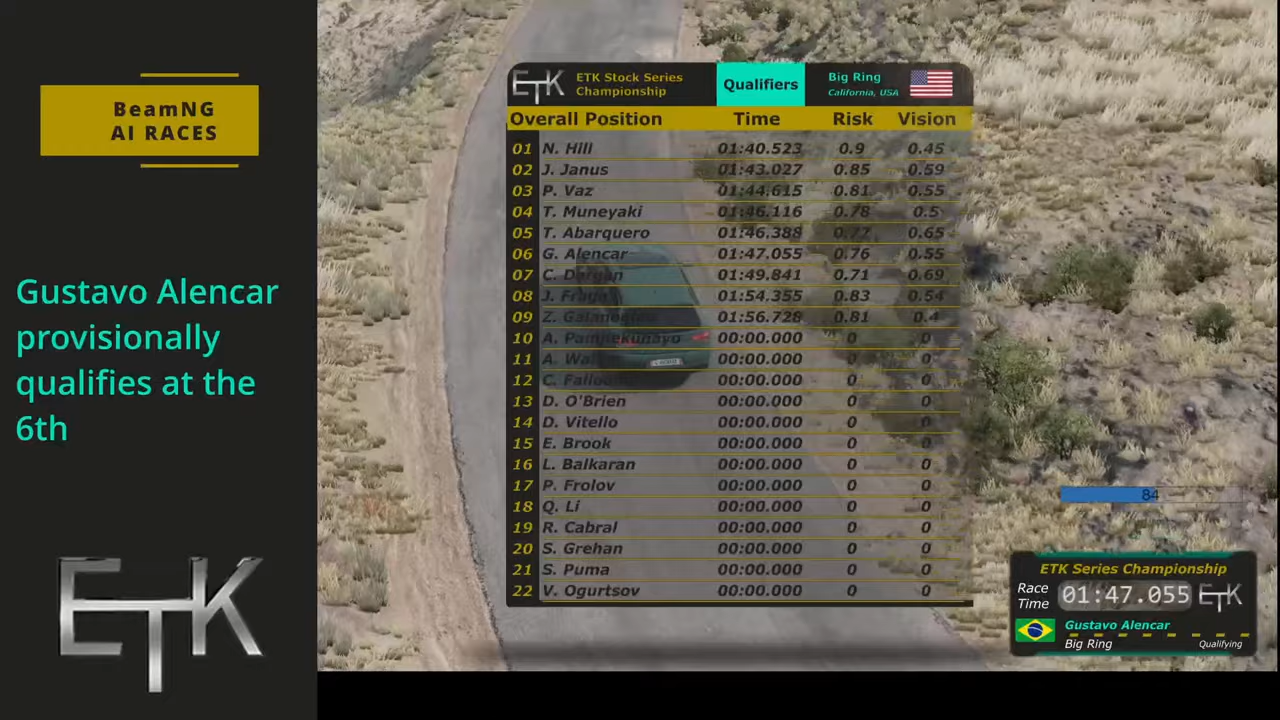 BeamNG
AI RACES
Gustavo Alencar
provisionally
qualifies at the
6th
ETK
ETK ETK Stock Series Championship Qualifiers Big Ring California, USA
Overall Position Time Risk Vision
01 N. Hill 01:40.523 0.9 0.45
02 J. Janus 01:43.027 0.85 0.59
03 P. Vaz 01:44.615 0.81 0.55
04 T. Muneyaki 01:46.116 0.78 0.5
05 T. Abarquero 01:46.388 0.77 0.65
06 G. Alencar 01:47.055 0.76 0.55
07 C. 01:49.841 0.71 0.69
08 J. 01:54.355 0.83 0.54
09 Z. 01:56.728 0.81 0.4
10 A. 00:00.000 0 0
11 A. 00:00.000 0 0
12 C. 00:00.000 0 0
13 D. O'Brien 00:00.000 0 0
14 D. Vitello 00:00.000 0 0
15 E. Brook 00:00.000 0 0
16 L. Balkaran 00:00.000 0 0
17 P. Frolov 00:00.000 0 0
18 Q. Li 00:00.000 0 0
19 R. Cabral 00:00.000 0 0
20 S. Grehan 00:00.000 0 0
21 S. Puma 00:00.000 0 0
22 V. Ogurtsov 00:00.000 0 0
84
ETK Series Championship
Race Time 01:47.055 ETK
Gustavo Alencar
Big Ring Qualifying